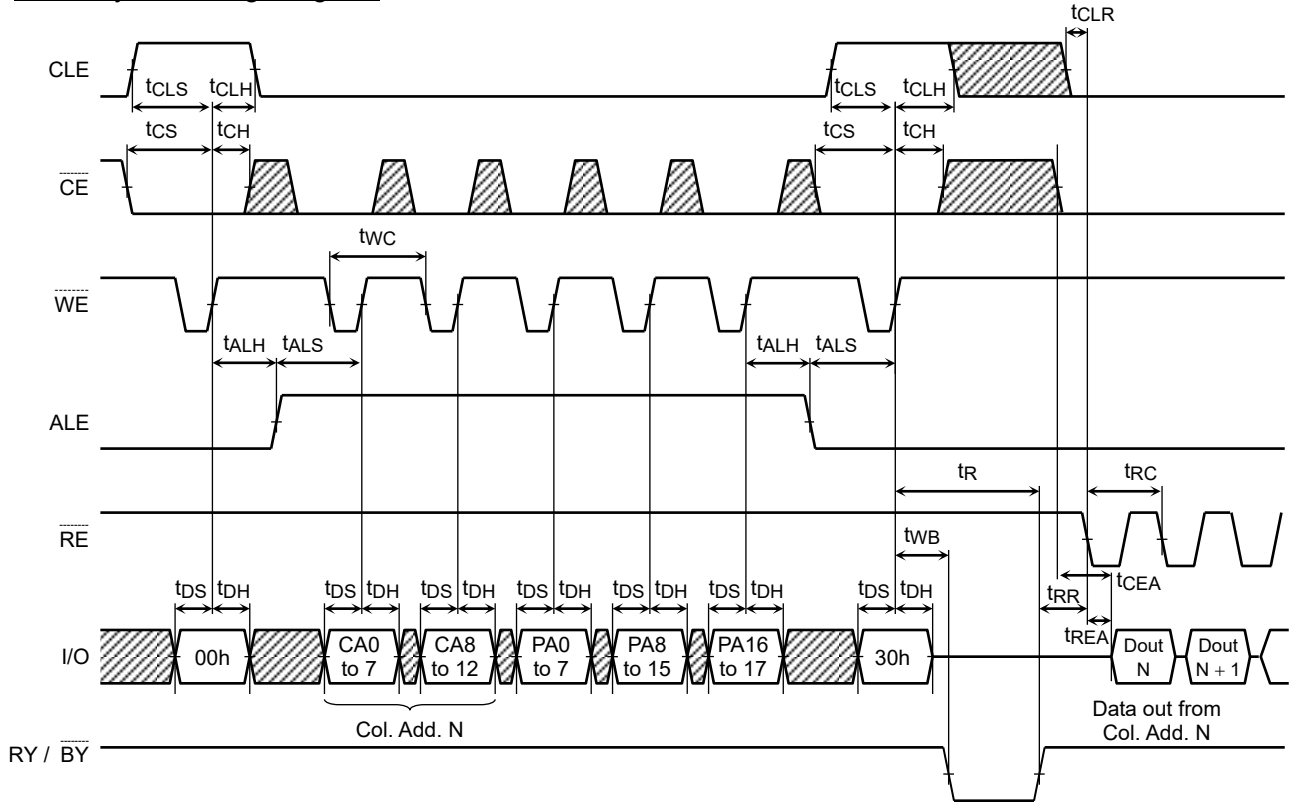 tCLR
CLE
tCLS tCLH tCLS tCLH
tCS tCH tCS tCH
CE
tWC
WE
tALH tALS tALH tALS
ALE
tR tRC
RE
tWB
tCEA
tDS tDH tDS tDH tDS tDH tDS tDH tDS tDH tDS tDH tDS tDH tRR
tREA
I/O 00h CA0 to 7 CA8 to 12 PA0 to 7 PA8 to 15 PA16 to 17 30h Dout N Dout N + 1
Col. Add. N
Data out from
Col. Add. N
RY / BY